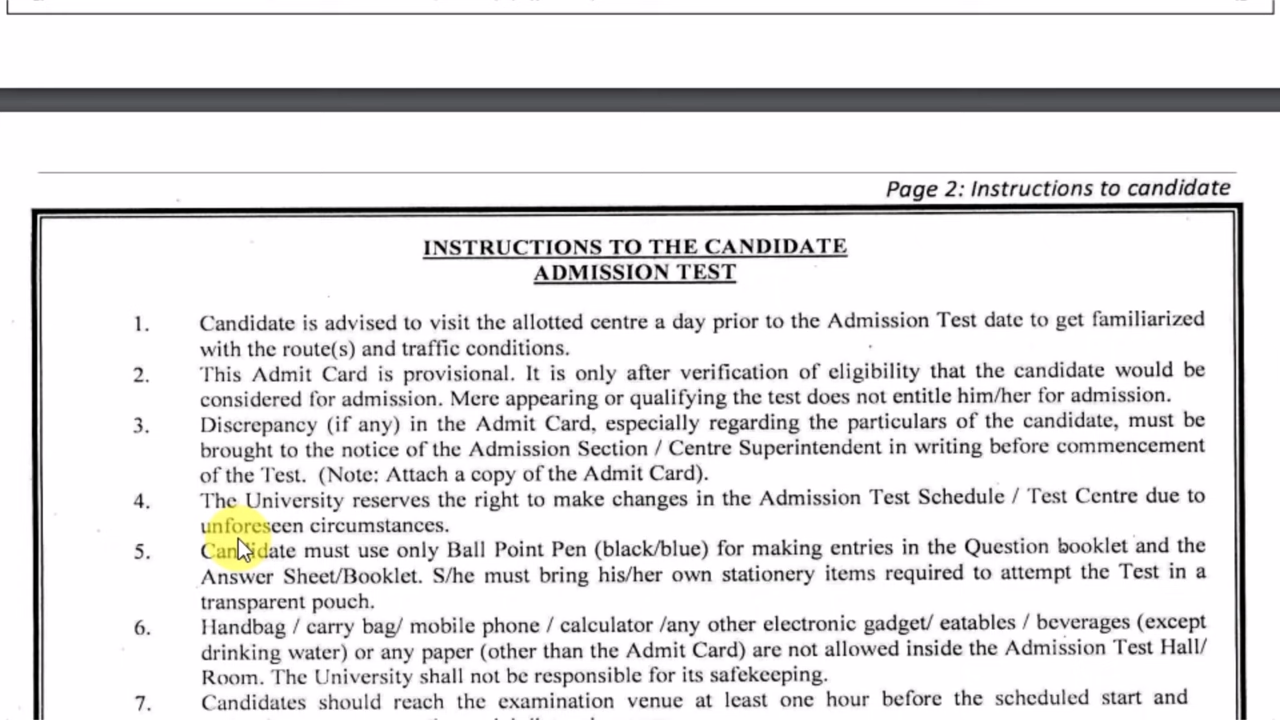 Page 2: Instructions to candidate
INSTRUCTIONS TO THE CANDIDATE
ADMISSION TEST
1. Candidate is advised to visit the allotted centre a day prior to the Admission Test date to get familiarized
with the route(s) and traffic conditions.
2. This Admit Card is provisional. It is only after verification of eligibility that the candidate would be
considered for admission. Mere appearing or qualifying the test does not entitle him/her for admission.
3. Discrepancy (if any) in the Admit Card, especially regarding the particulars of the candidate, must be
brought to the notice of the Admission Section / Centre Superintendent in writing before commencement
of the Test. (Note: Attach a copy of the Admit Card).
4. The University reserves the right to make changes in the Admission Test Schedule / Test Centre due to
unforeseen circumstances.
5. Candidate must use only Ball Point Pen (black/blue) for making entries in the Question booklet and the
Answer Sheet/Booklet. S/he must bring his/her own stationery items required to attempt the Test in a
transparent pouch.
6. Handbag / carry bag/ mobile phone / calculator /any other electronic gadget/ eatables / beverages (except
drinking water) or any paper (other than the Admit Card) are not allowed inside the Admission Test Hall/
Room. The University shall not be responsible for its safekeeping.
7. Candidates should reach the examination venue at least one hour before the scheduled start and